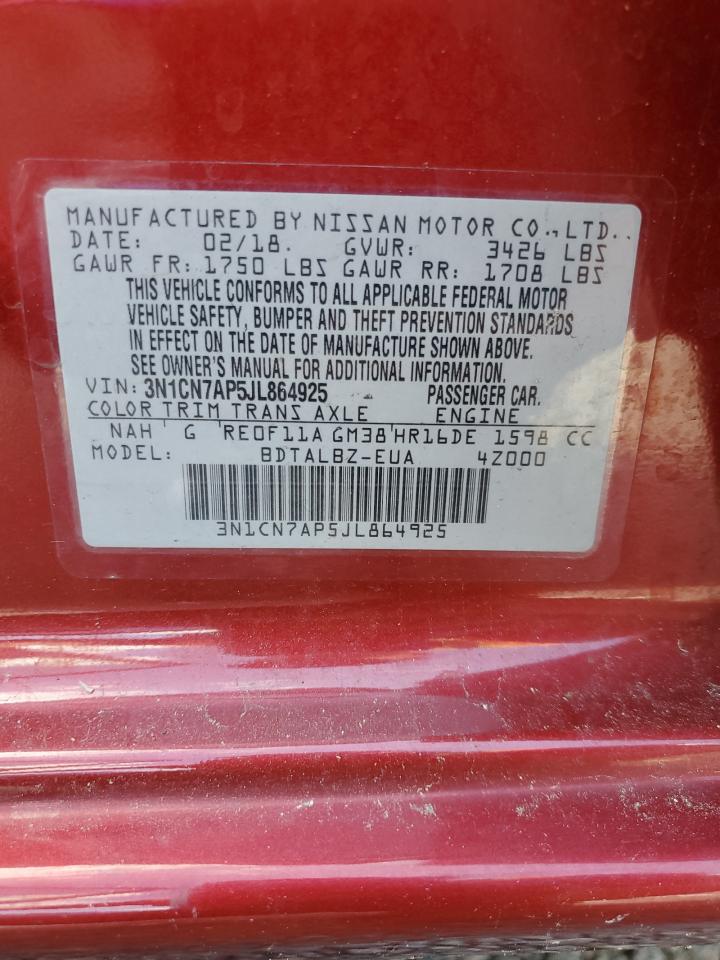 MANUFACTURED BY NISSAN MOTOR CO.,LTD.
DATE: 02/18. GVWR: 3426 LBS
GAWR FR: 1750 LBS GAWR RR: 1708 LBS
THIS VEHICLE CONFORMS TO ALL APPLICABLE FEDERAL MOTOR
VEHICLE SAFETY, BUMPER AND THEFT PREVENTION STANDARDS
IN EFFECT ON THE DATE OF MANUFACTURE SHOWN ABOVE.
SEE OWNER'S MANUAL FOR ADDITIONAL INFORMATION.
VIN: 3N1CN7AP5JL864925 PASSENGER CAR.
COLOR TRIM TRANS AXLE ENGINE
NAH G RE0F11A GM38 HR16DE 1598 CC
MODEL: BDTALBZ-EUA 4Z000
3N1CN7AP5JL864925